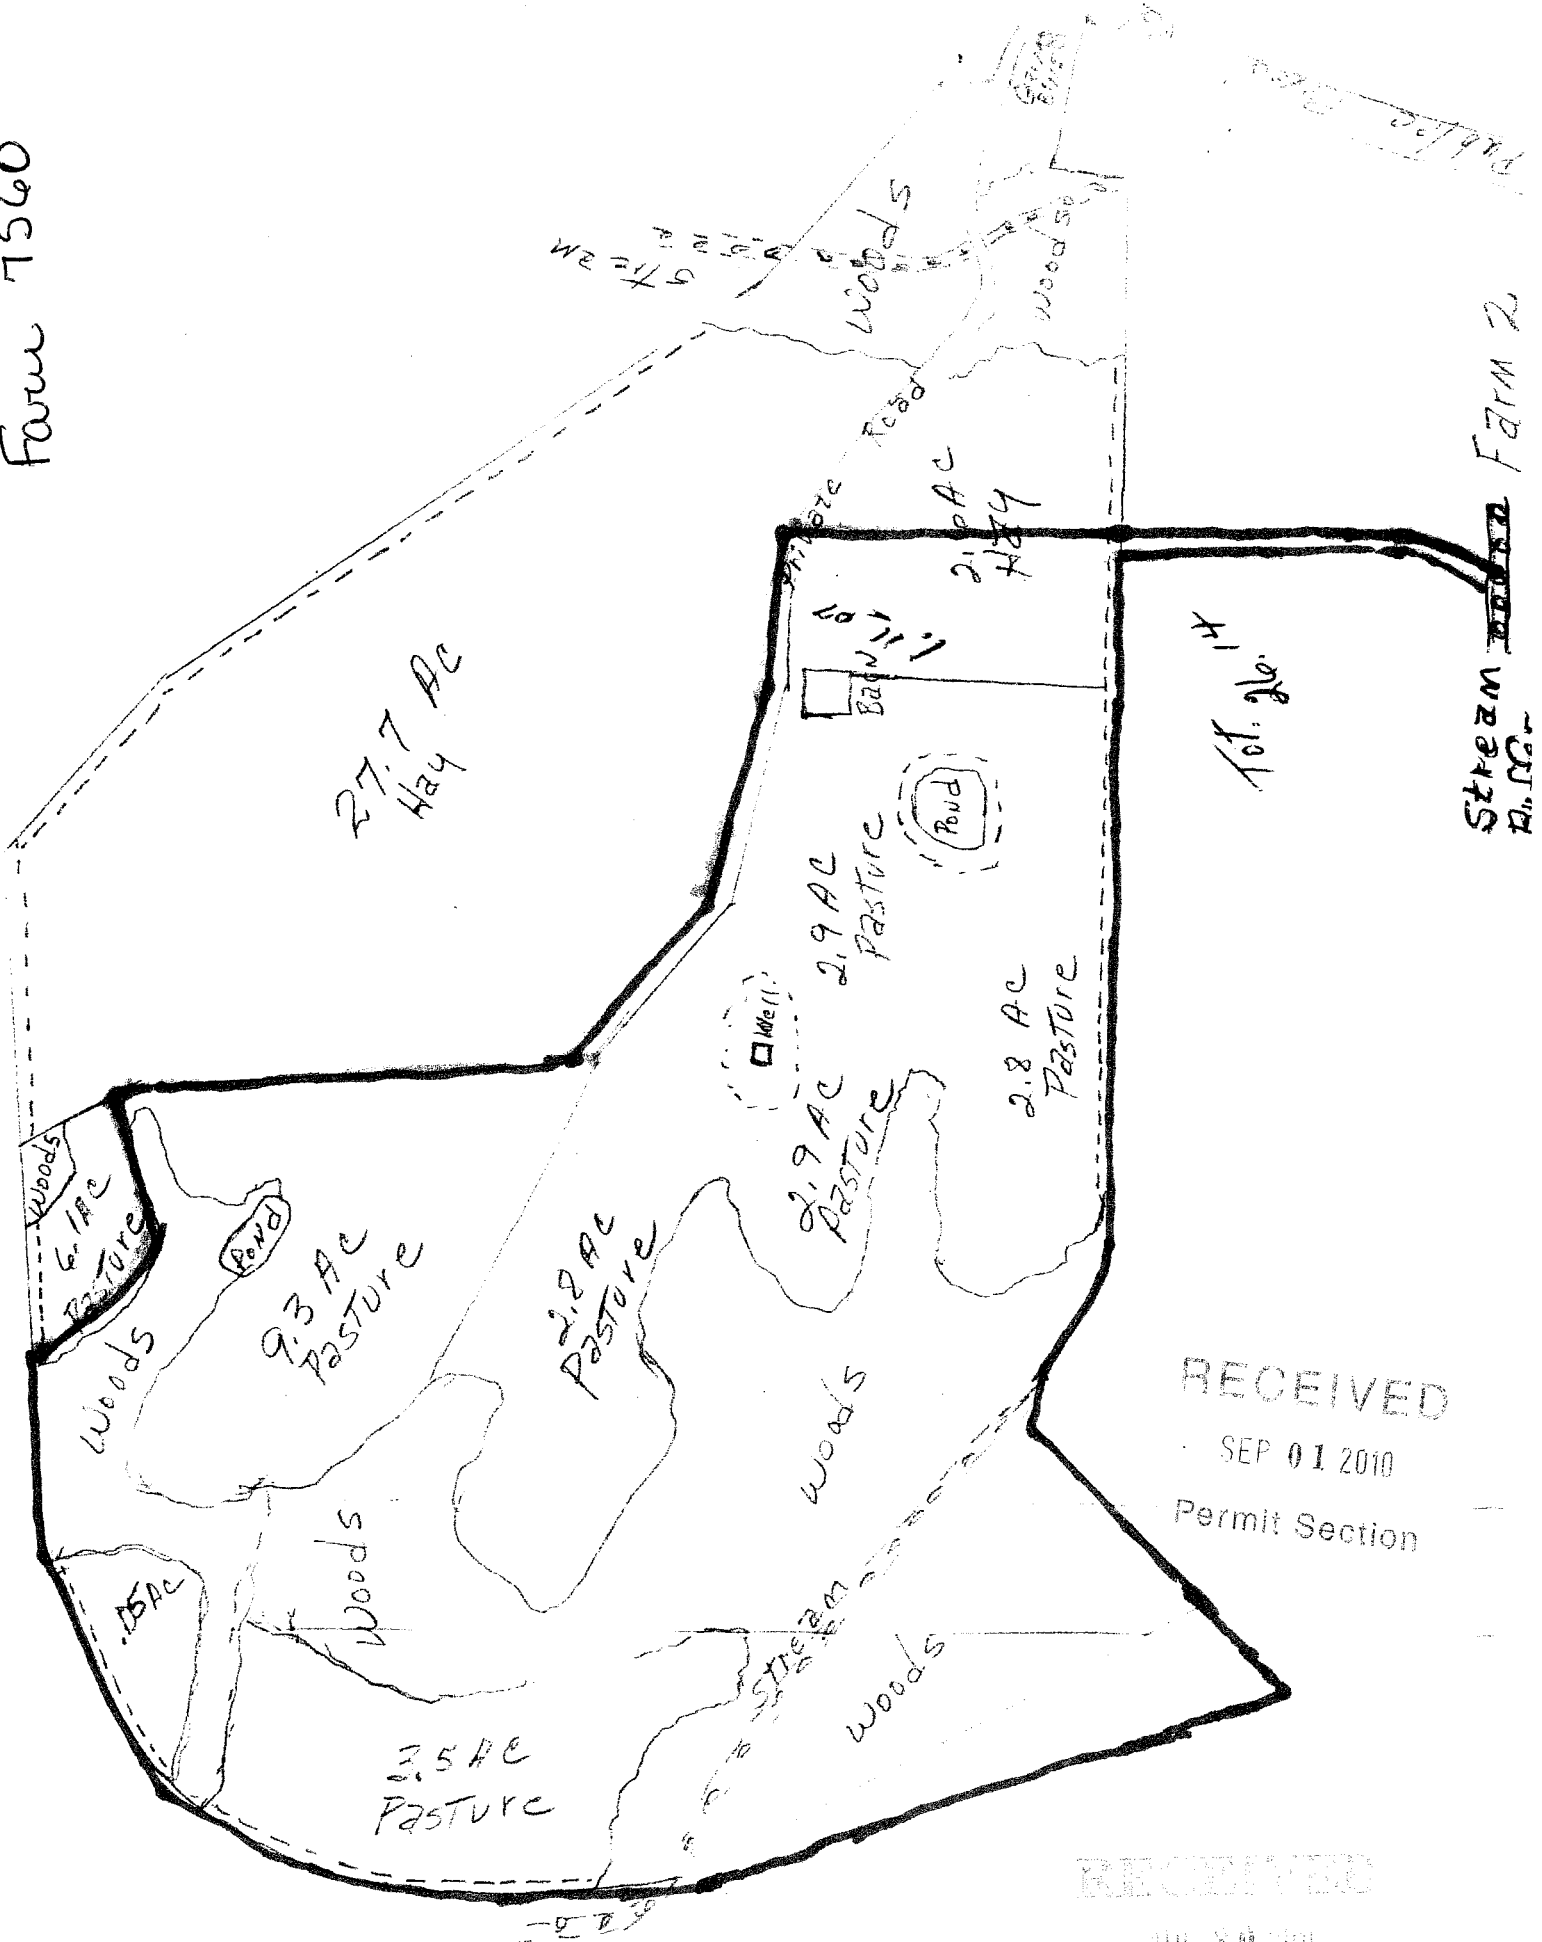 Farm 7560
Woods
Woods
Private Road
2.6 AC
Hay
27.7 AC
Hay
Barn
Tot. 26.14
Farm 2
Stream
Pond
2.9 AC
Pasture
Well
2.9 AC
Pasture
2.8 AC
Pasture
Woods
6.1 AC
Pasture
Pond
9.3 AC
Pasture
Woods
2.8 AC
Pasture
Woods
Woods
.05 AC
3.5 AC
Pasture
Stream
Woods
RECEIVED
SEP 01 2010
Permit Section
RECEIVED